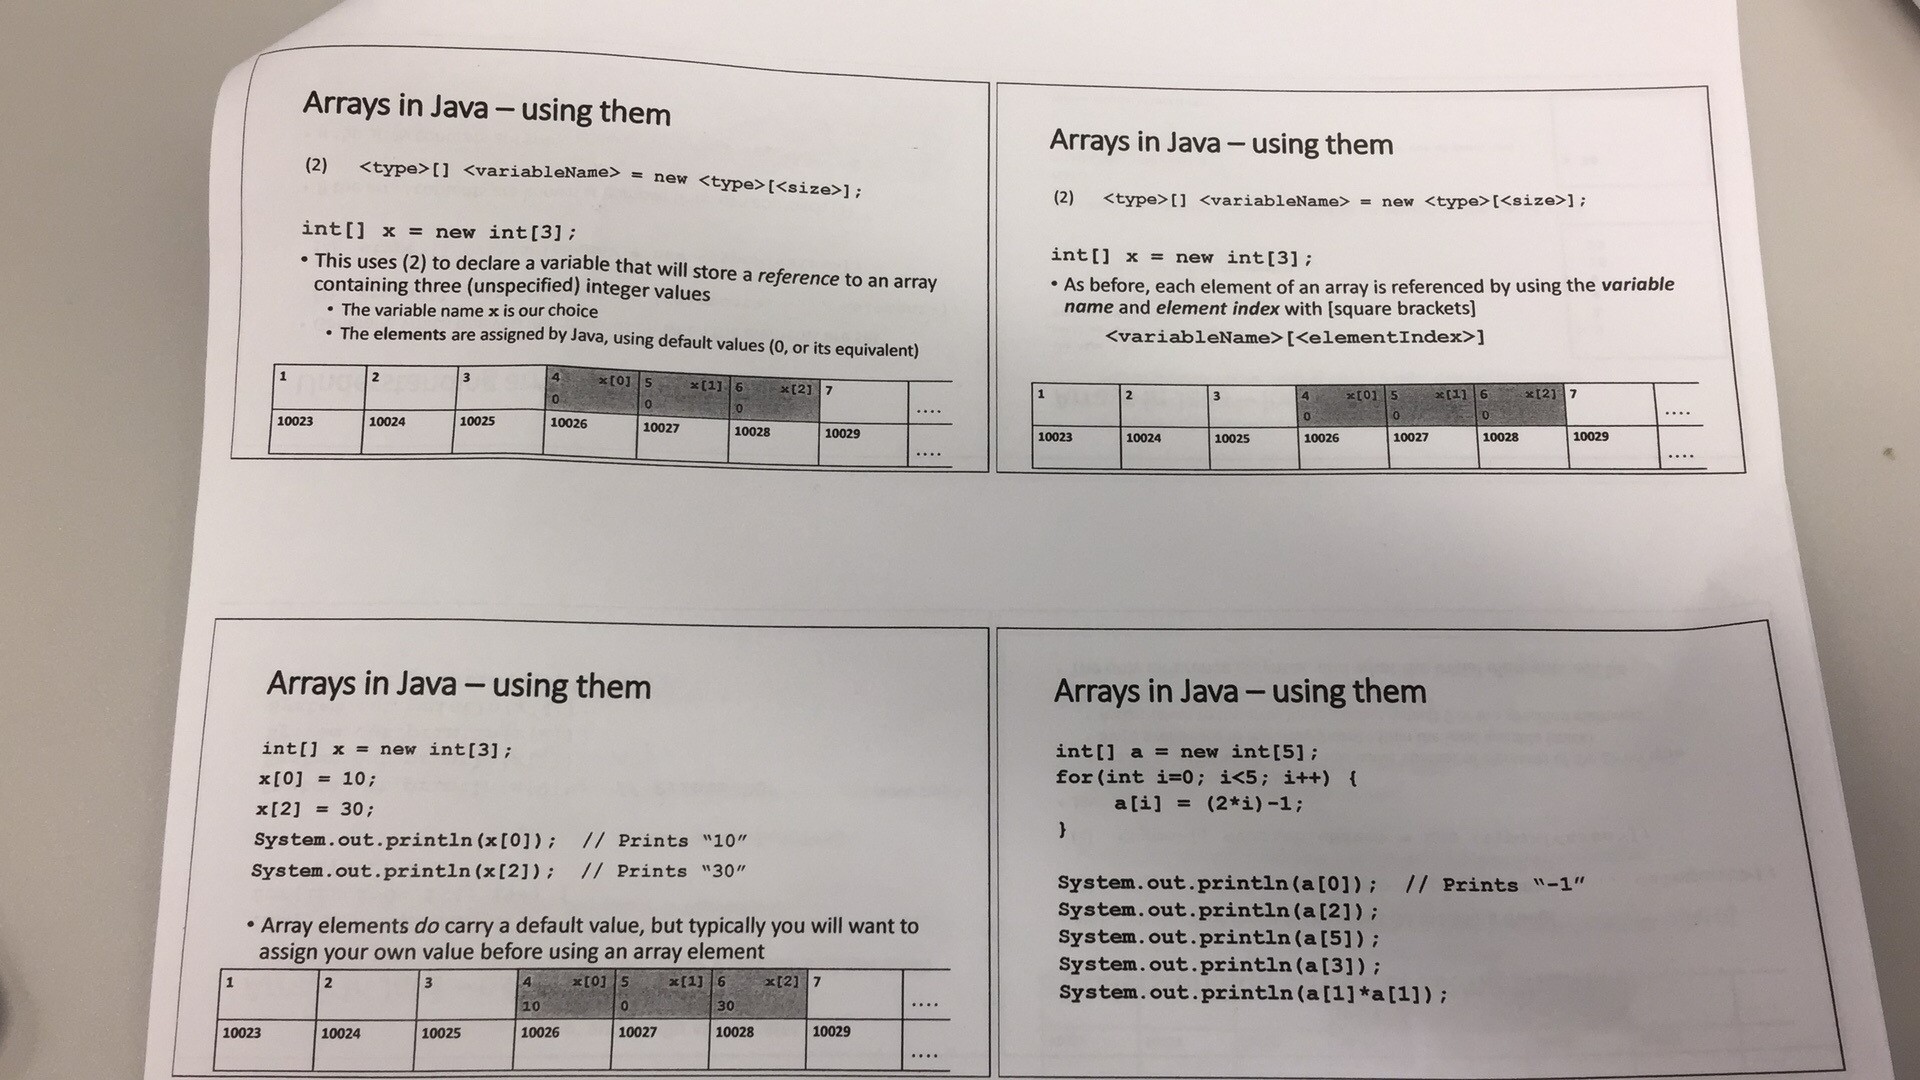 Arrays in Java – using them
(2) <type>[] <variableName> = new <type>[<size>];
int[] x = new int[3];
• This uses (2) to declare a variable that will store a reference to an array
containing three (unspecified) integer values
• The variable name x is our choice
• The elements are assigned by Java, using default values (0, or its equivalent)
1 2 3 4 x[0] 5 x[1] 6 x[2] 7
0 0 0 ....
10023 10024 10025 10026 10027 10028 10029
....
Arrays in Java – using them
(2) <type>[] <variableName> = new <type>[<size>];
int[] x = new int[3];
• As before, each element of an array is referenced by using the variable
name and element index with [square brackets]
<variableName>[<elementIndex>]
1 2 3 4 x[0] 5 x[1] 6 x[2] 7
0 0 0 ....
10023 10024 10025 10026 10027 10028 10029
....
Arrays in Java – using them
int[] x = new int[3];
x[0] = 10;
x[2] = 30;
System.out.println(x[0]); // Prints "10"
System.out.println(x[2]); // Prints "30"
• Array elements do carry a default value, but typically you will want to
assign your own value before using an array element
1 2 3 4 x[0] 5 x[1] 6 x[2] 7
10 0 30 ....
10023 10024 10025 10026 10027 10028 10029
....
Arrays in Java – using them
int[] a = new int[5];
for(int i=0; i<5; i++) {
a[i] = (2*i)-1;
}
System.out.println(a[0]); // Prints "-1"
System.out.println(a[2]);
System.out.println(a[5]);
System.out.println(a[3]);
System.out.println(a[1]*a[1]);